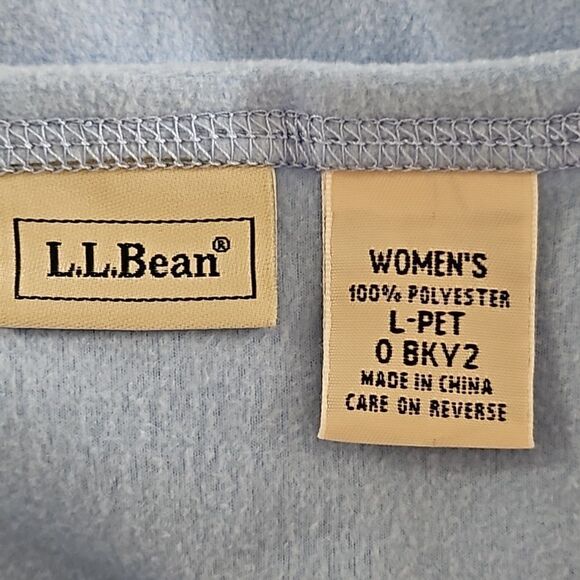 L.L.Bean®
WOMEN'S
100% POLYESTER
L-PET
0 BKY2
MADE IN CHINA
CARE ON REVERSE